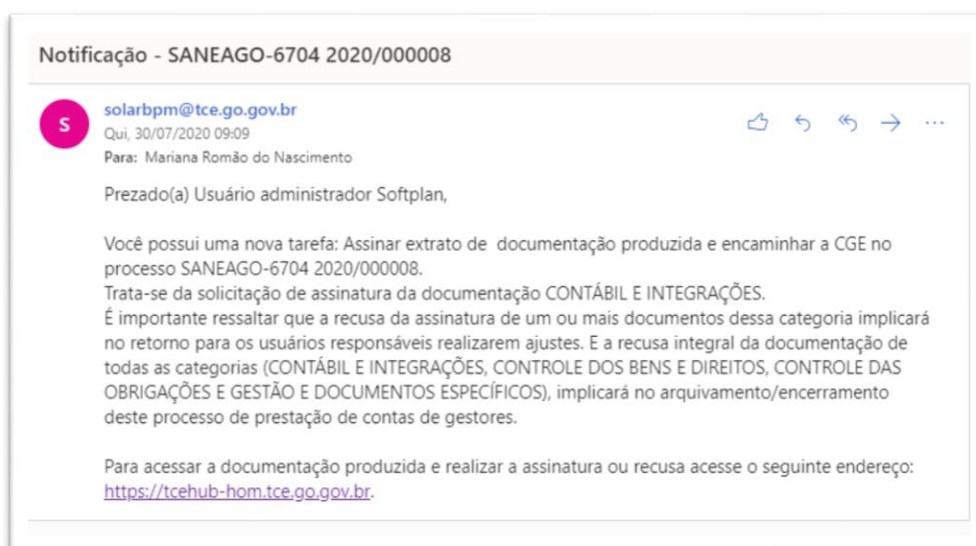 Notificação - SANEAGO-6704 2020/000008
S
solarbpm@tce.go.gov.br
Qui, 30/07/2020 09:09
Para: Mariana Romão do Nascimento
Prezado(a) Usuário administrador Softplan,
Você possui uma nova tarefa: Assinar extrato de documentação produzida e encaminhar a CGE no
processo SANEAGO-6704 2020/000008.
Trata-se da solicitação de assinatura da documentação CONTÁBIL E INTEGRAÇÕES.
É importante ressaltar que a recusa da assinatura de um ou mais documentos dessa categoria implicará
no retorno para os usuários responsáveis realizarem ajustes. E a recusa integral da documentação de
todas as categorias (CONTÁBIL E INTEGRAÇÕES, CONTROLE DOS BENS E DIREITOS, CONTROLE DAS
OBRIGAÇÕES E GESTÃO E DOCUMENTOS ESPECÍFICOS), implicará no arquivamento/encerramento
deste processo de prestação de contas de gestores.
Para acessar a documentação produzida e realizar a assinatura ou recusa acesse o seguinte endereço:
https://tcehub-hom.tce.go.gov.br.